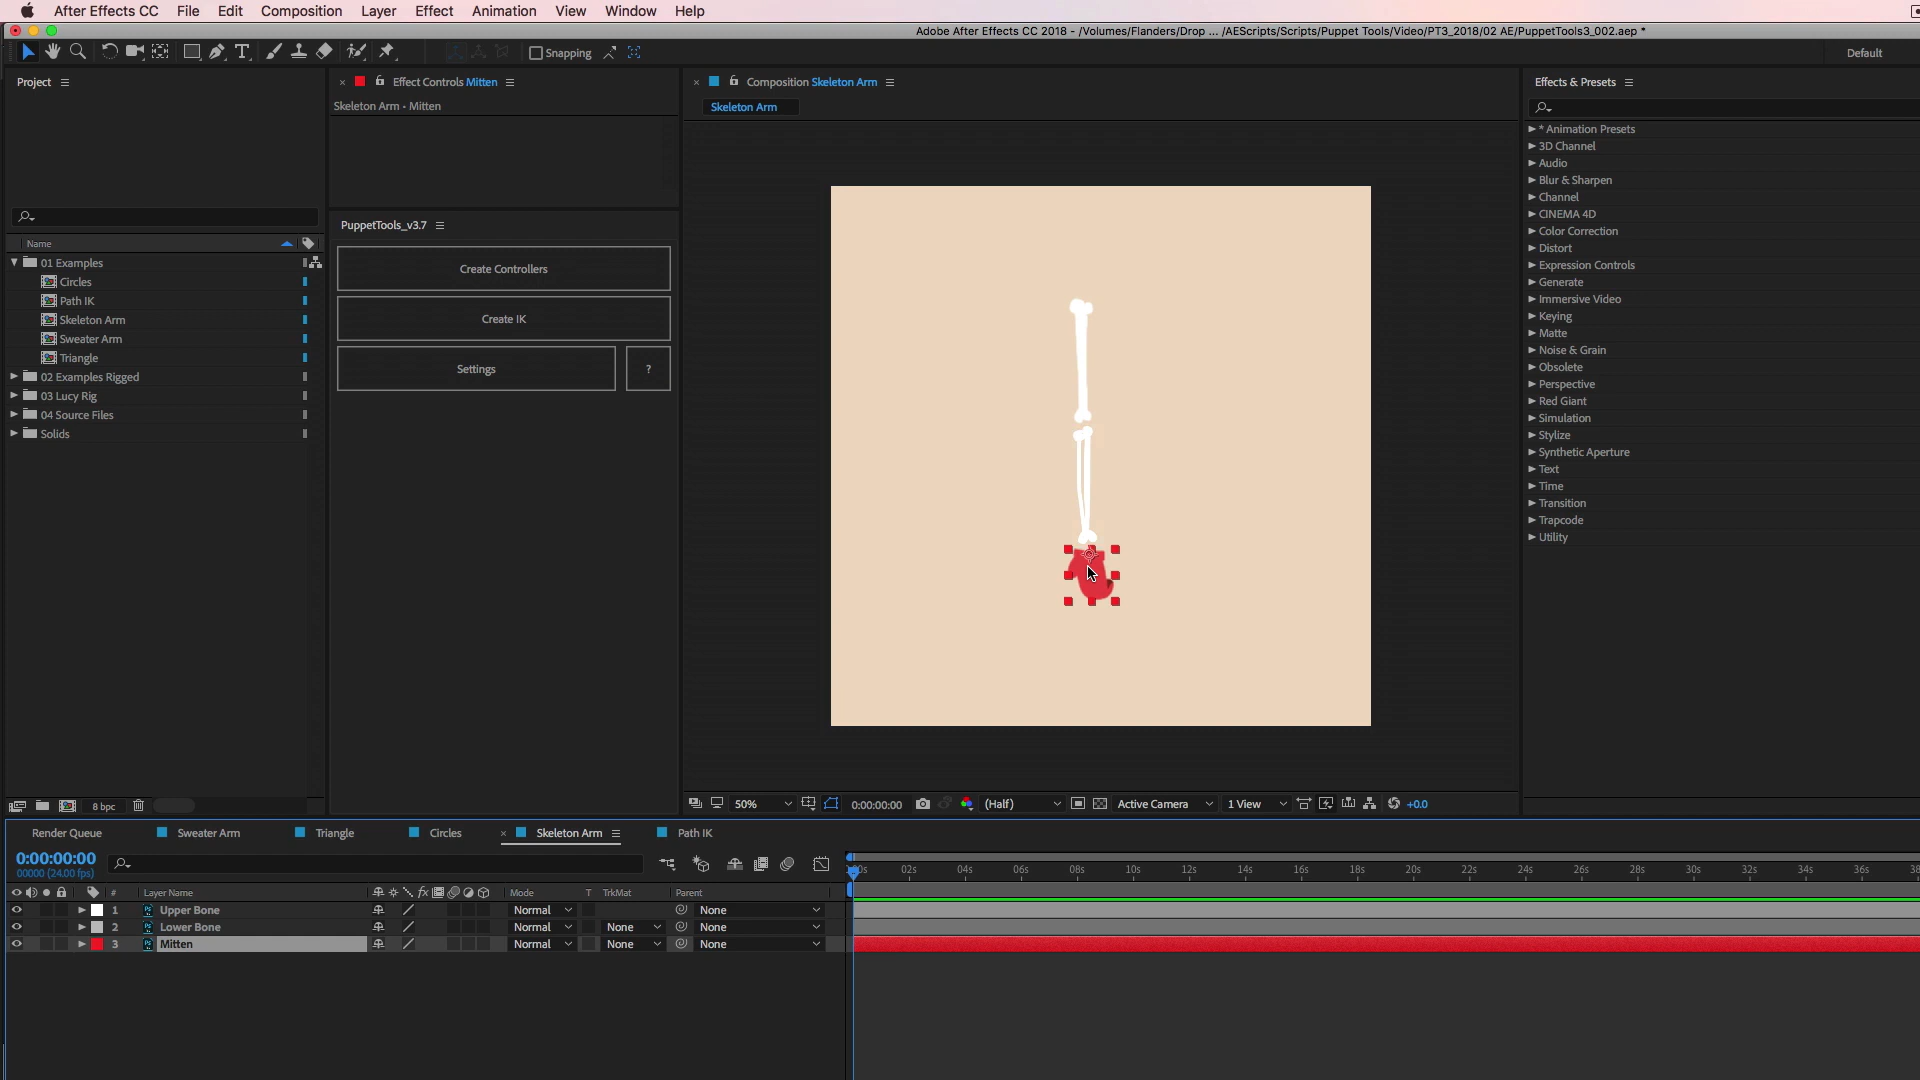 After Effects CC File Edit Composition Layer Effect Animation View Window Help
Adobe After Effects CC 2018 - /Volumes/Flanders/Drop ... /AEScripts/Scripts/Puppet Tools/Video/PT3_2018/02 AE/PuppetTools3_002.aep *
T Snapping Default
Project
Name
01 Examples
Circles
Path IK
Skeleton Arm
Sweater Arm
Triangle
02 Examples Rigged
03 Lucy Rig
04 Source Files
Solids
8 bpc
Effect Controls Mitten
Skeleton Arm - Mitten
PuppetTools_v3.7
Create Controllers
Create IK
Settings ?
Composition Skeleton Arm
Skeleton Arm
50% 0:00:00:00 (Half) Active Camera 1 View +0.0
Effects & Presets
* Animation Presets
3D Channel
Audio
Blur & Sharpen
Channel
CINEMA 4D
Color Correction
Distort
Expression Controls
Generate
Immersive Video
Keying
Matte
Noise & Grain
Obsolete
Perspective
Red Giant
Simulation
Stylize
Synthetic Aperture
Text
Time
Transition
Trapcode
Utility
Render Queue Sweater Arm Triangle Circles Skeleton Arm Path IK
0:00:00:00
00000 (24.00 fps)
02s 04s 06s 08s 10s 12s 14s 16s 18s 20s 22s 24s 26s 28s 30s 32s 34s 36s
# Layer Name fx Mode T TrkMat Parent
1 Upper Bone Normal None
2 Lower Bone Normal None None
3 Mitten Normal None None